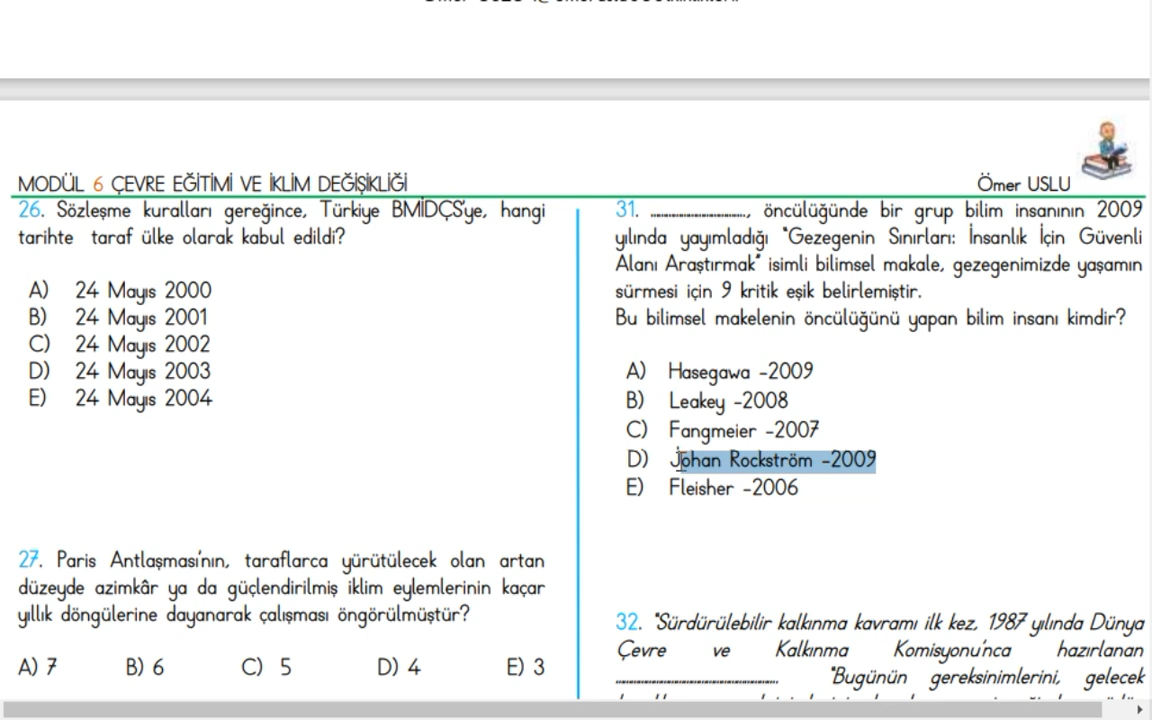 MODÜL 6 ÇEVRE EĞİTİMİ VE İKLİM DEĞİŞİKLİĞİ
Ömer USLU
26. Sözleşme kuralları gereğince, Türkiye BMİDÇS'ye, hangi
tarihte taraf ülke olarak kabul edildi?
A) 24 Mayıs 2000
B) 24 Mayıs 2001
C) 24 Mayıs 2002
D) 24 Mayıs 2003
E) 24 Mayıs 2004
27. Paris Antlaşması'nın, taraflarca yürütülecek olan artan
düzeyde azimkâr ya da güçlendirilmiş iklim eylemlerinin kaçar
yıllık döngülerine dayanarak çalışması öngörülmüştür?
A) 7 B) 6 C) 5 D) 4 E) 3
31. ................................, öncülüğünde bir grup bilim insanının 2009
yılında yayımladığı "Gezegenin Sınırları: İnsanlık İçin Güvenli
Alanı Araştırmak" isimli bilimsel makale, gezegenimizde yaşamın
sürmesi için 9 kritik eşik belirlemiştir.
Bu bilimsel makelenin öncülüğünü yapan bilim insanı kimdir?
A) Hasegawa -2009
B) Leakey -2008
C) Fangmeier -2007
D) Johan Rockström -2009
E) Fleisher -2006
32. "Sürdürülebilir kalkınma kavramı ilk kez, 1987 yılında Dünya
Çevre ve Kalkınma Komisyonu'nca hazırlanan
...................................................... "Bugünün gereksinimlerini, gelecek